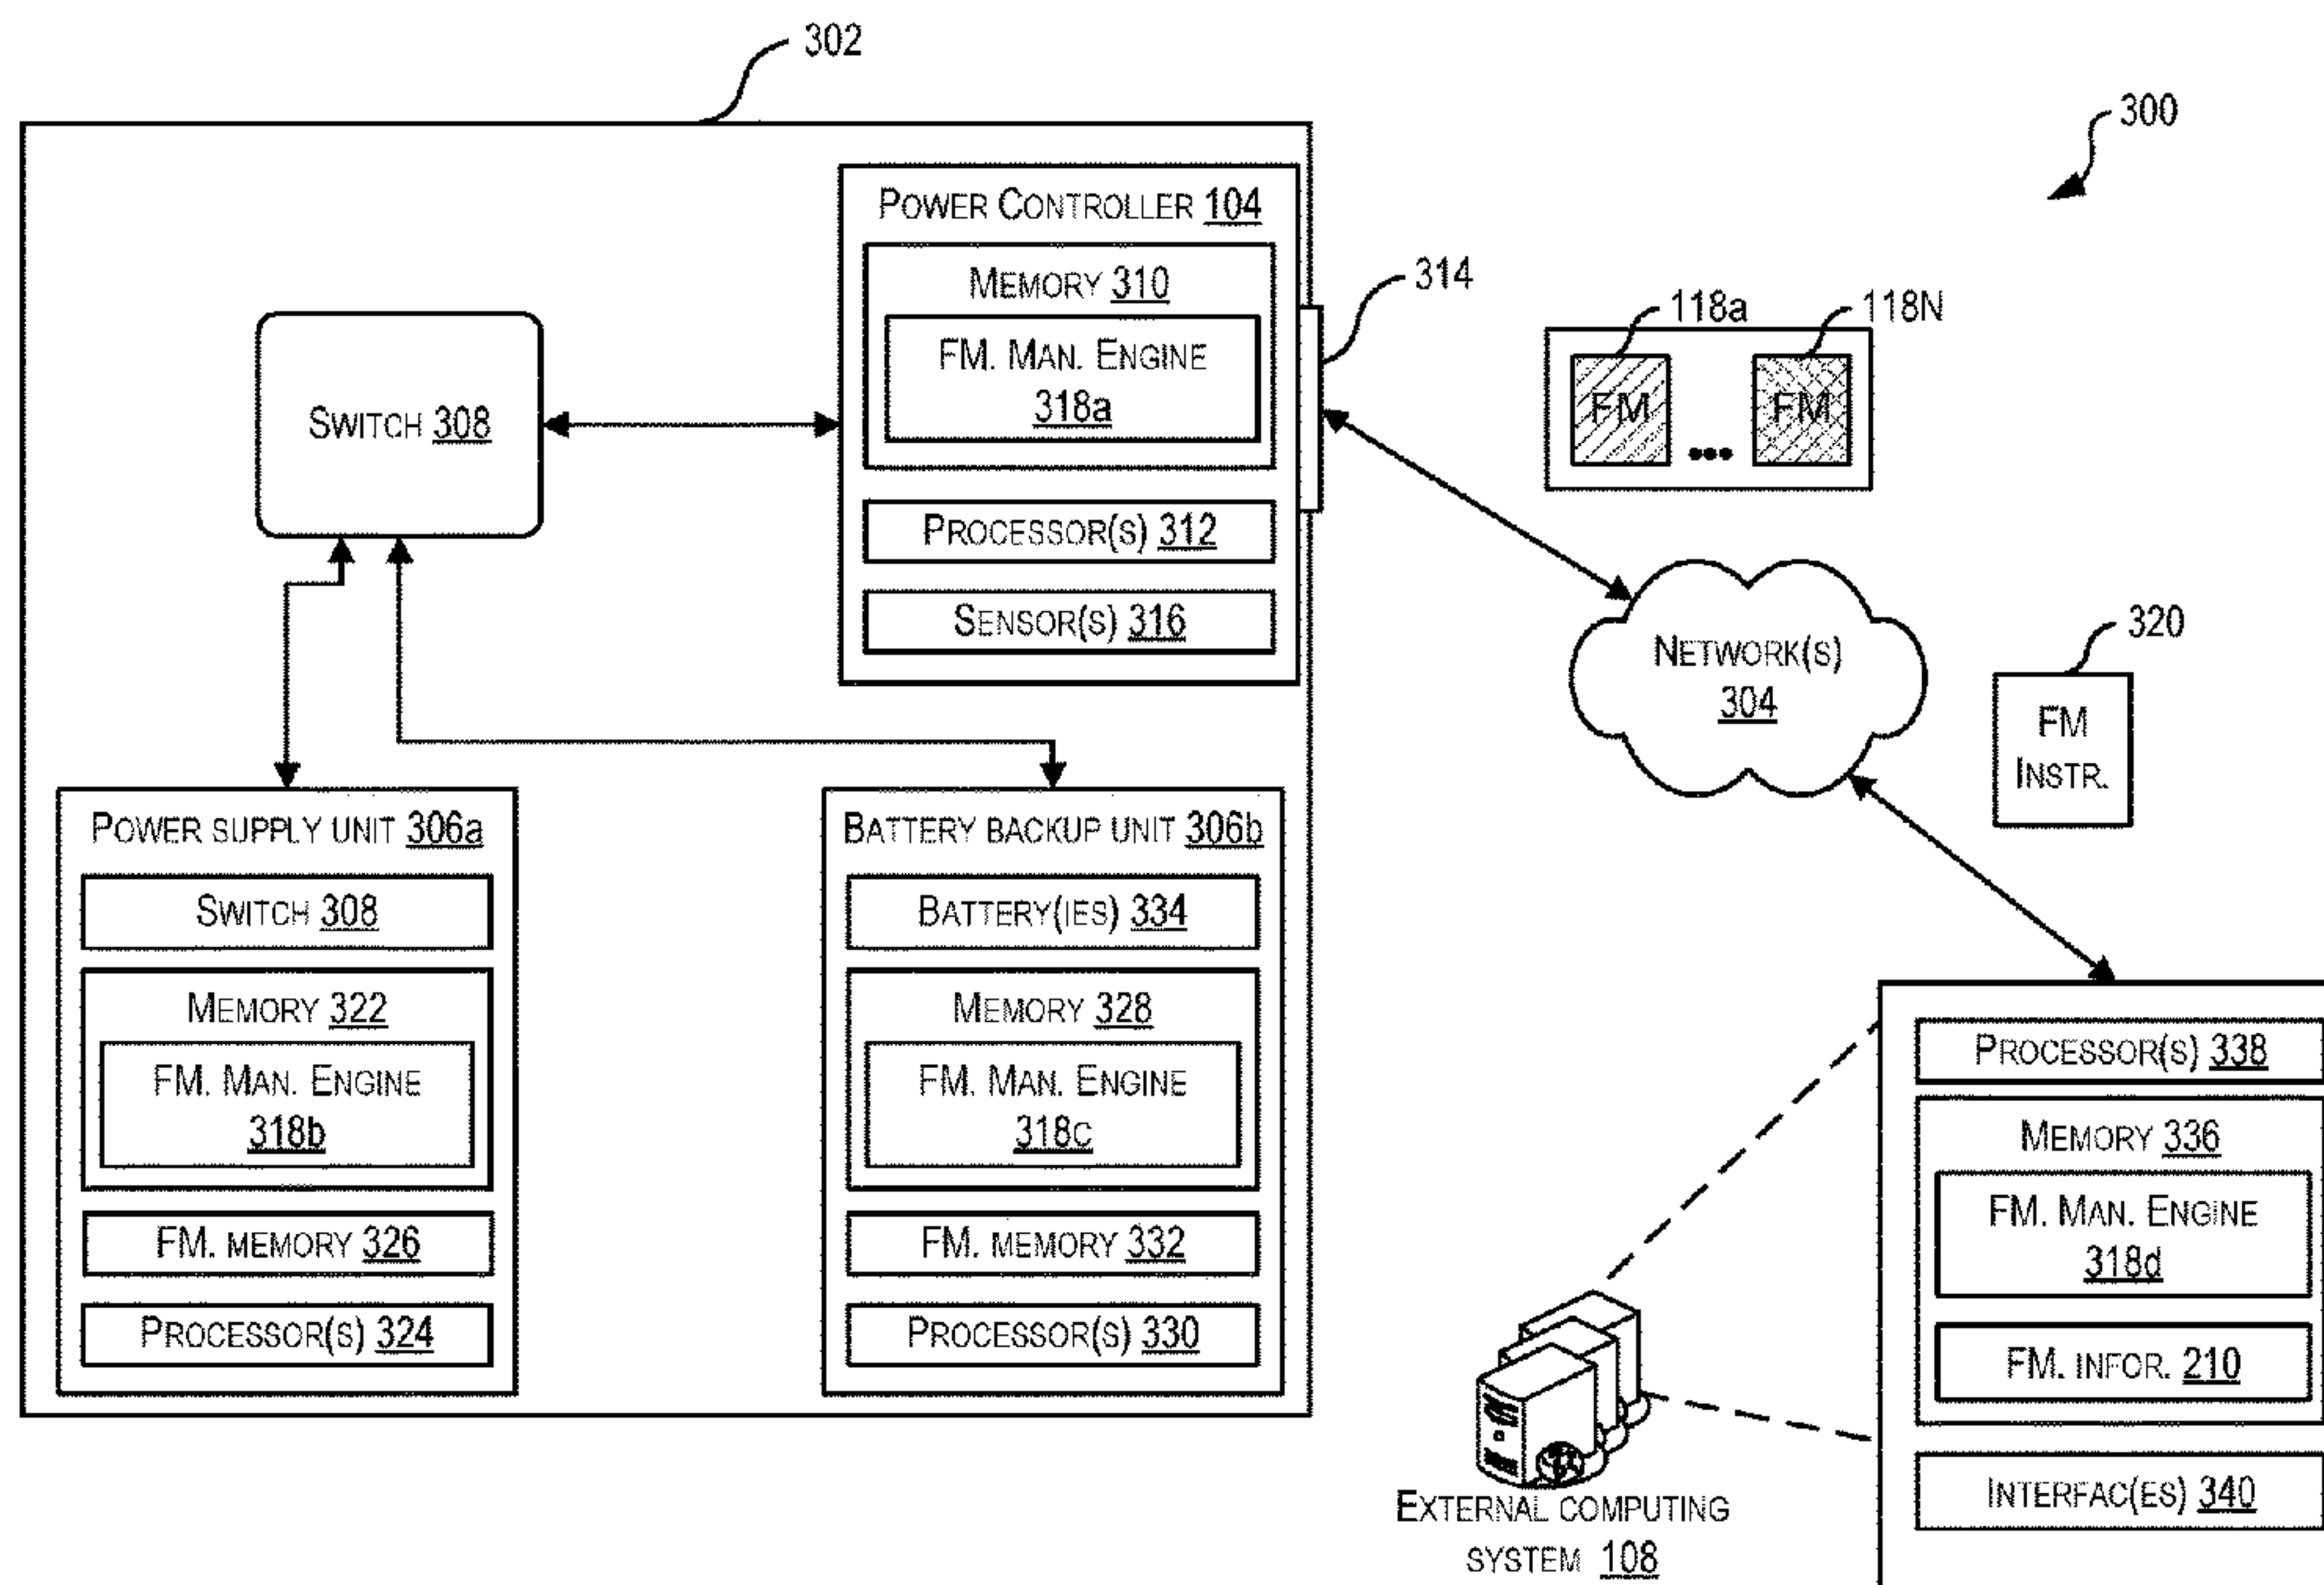 302
300
POWER CONTROLLER 104
MEMORY 310
FM. MAN. ENGINE
318a
PROCESSOR(S) 312
SENSOR(S) 316
314
118a
118N
FM
...
FM
SWITCH 308
NETWORK(S)
304
320
FM
INSTR.
POWER SUPPLY UNIT 306a
SWITCH 308
MEMORY 322
FM. MAN. ENGINE
318b
FM. MEMORY 326
PROCESSOR(S) 324
BATTERY BACKUP UNIT 306b
BATTERY(IES) 334
MEMORY 328
FM. MAN. ENGINE
318c
FM. MEMORY 332
PROCESSOR(S) 330
EXTERNAL COMPUTING
SYSTEM 108
PROCESSOR(S) 338
MEMORY 336
FM. MAN. ENGINE
318d
FM. INFOR. 210
INTERFAC(ES) 340